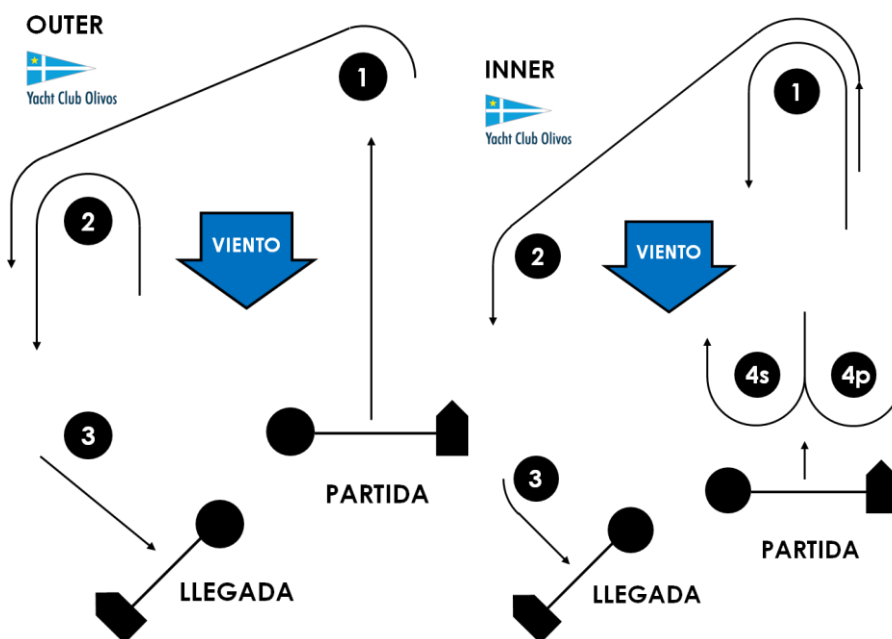 OUTER
Yacht Club Olivos
1
2
VIENTO
3
PARTIDA
LLEGADA
INNER
Yacht Club Olivos
1
2
VIENTO
4s
4p
3
PARTIDA
LLEGADA